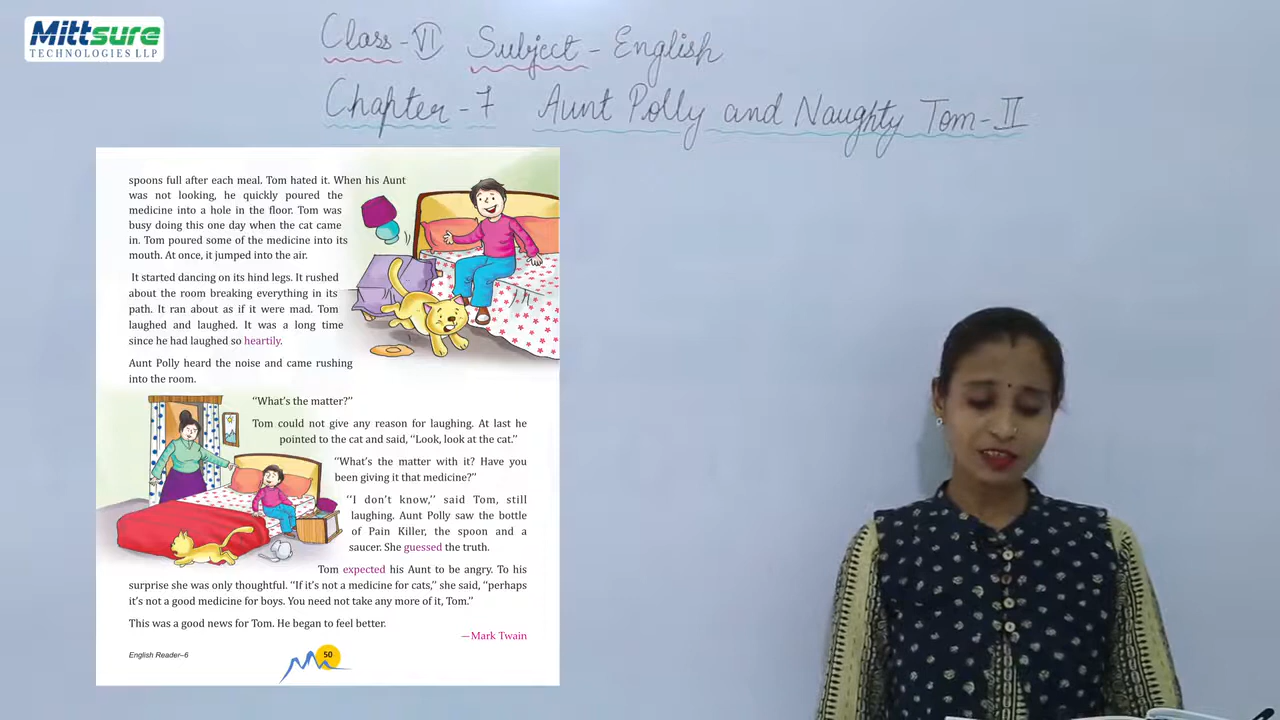 Mittsure
TECHNOLOGIES LLP
Class - VI Subject - English
Chapter - 7 Aunt Polly and Naughty Tom - II
spoons full after each meal. Tom hated it. When his Aunt
was not looking, he quickly poured the
medicine into a hole in the floor. Tom was
busy doing this one day when the cat came
in. Tom poured some of the medicine into its
mouth. At once, it jumped into the air.
It started dancing on its hind legs. It rushed
about the room breaking everything in its
path. It ran about as if it were mad. Tom
laughed and laughed. It was a long time
since he had laughed so heartily.
Aunt Polly heard the noise and came rushing
into the room.
“What’s the matter?”
Tom could not give any reason for laughing. At last he
pointed to the cat and said, “Look, look at the cat.”
“What’s the matter with it? Have you
been giving it that medicine?”
“I don’t know,” said Tom, still
laughing. Aunt Polly saw the bottle
of Pain Killer, the spoon and a
saucer. She guessed the truth.
Tom expected his Aunt to be angry. To his
surprise she was only thoughtful. “If it’s not a medicine for cats,” she said, “perhaps
it’s not a good medicine for boys. You need not take any more of it, Tom.”
This was a good news for Tom. He began to feel better.
—Mark Twain
English Reader–6
50